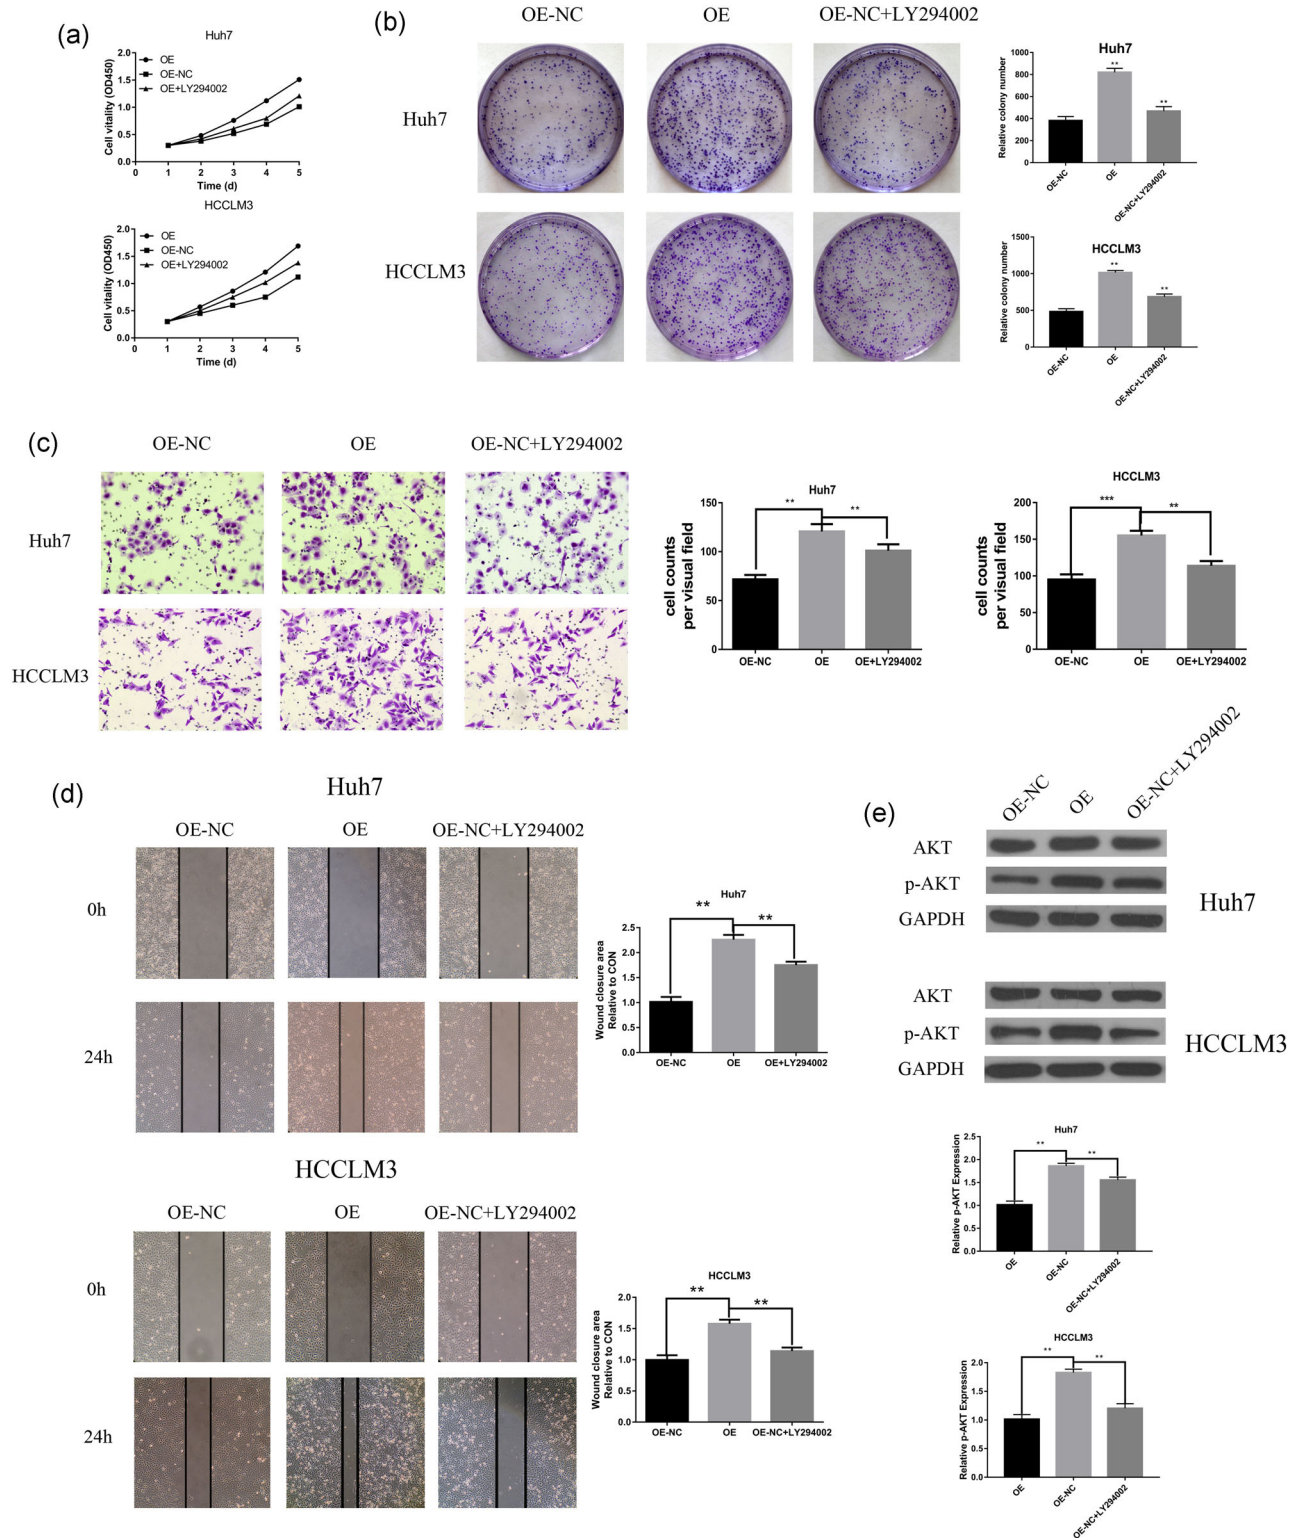 (a)
Huh7
Cell vitality (OD450)
2.0
1.5
1.0
0.5
0.0
OE
OE-NC
OE+LY294002
0 1 2 3 4 5
Time (d)
HCCLM3
Cell vitality (OD450)
2.0
1.5
1.0
0.5
0.0
OE
OE-NC
OE+LY294002
0 1 2 3 4 5
Time (d)
(b)
OE-NC OE OE-NC+LY294002
Huh7
HCCLM3
Huh7
Relative colony number
1000
800
600
400
200
0
**
**
OE-NC
OE
OE-NC+LY294002
HCCLM3
Relative colony number
1500
1000
500
0
**
**
OE-NC
OE
OE-NC+LY294002
(c)
OE-NC OE OE-NC+LY294002
Huh7
HCCLM3
Huh7
cell counts
per visual field
150
100
50
0
** **
OE-NC OE OE+LY294002
HCCLM3
cell counts
per visual field
200
150
100
50
0
*** **
OE-NC OE OE+LY294002
(d)
Huh7
OE-NC OE OE-NC+LY294002
0h
24h
Huh7
Wound closure area
Relative to CON
2.5
2.0
1.5
1.0
0.5
0.0
** **
OE-NC OE OE+LY294002
HCCLM3
OE-NC OE OE-NC+LY294002
0h
24h
HCCLM3
Wound closure area
Relative to CON
2.0
1.5
1.0
0.5
0.0
** **
OE-NC OE OE-NC+LY294002
(e)
OE-NC
OE
OE-NC+LY294002
AKT
p-AKT
GAPDH
Huh7
AKT
p-AKT
GAPDH
HCCLM3
Huh7
Relative p-AKT Expression
2.5
2.0
1.5
1.0
0.5
0.0
** **
OE
OE-NC
OE-NC+LY294002
HCCLM3
Relative p-AKT Expression
2.0
1.5
1.0
0.5
0.0
** **
OE
OE-NC
OE-NC+LY294002